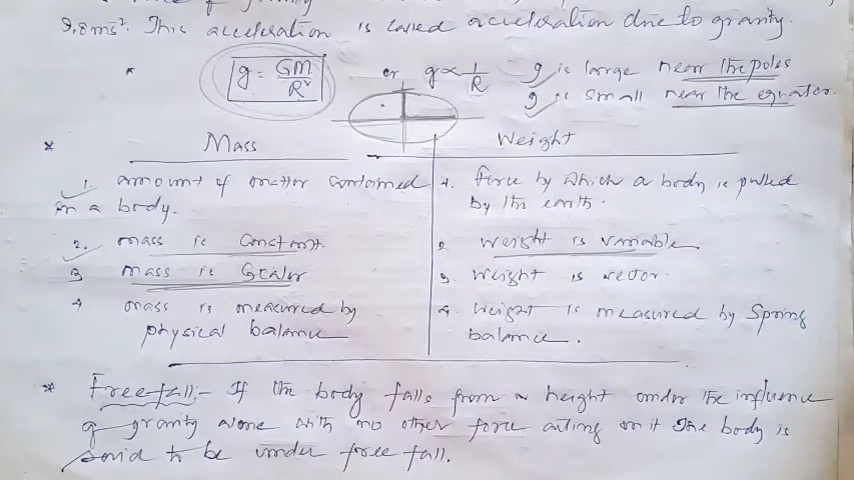 9.8ms². This acceleration is called acceleration due to gravity.
* g = GM/R² or g ∝ 1/R g is large near the poles
g is small near the equator.
* Mass Weight
1. amount of matter contained 1. Force by which a body is pulled
in a body. by the earth.
2. mass is Constant. 2. weight is variable.
3 mass is Scalar 3 weight is vector.
4 mass is measured by 4. weight is measured by Spring
physical balance balance.
* Free fall:- If the body falls from a height under the influence
of gravity alone with no other force acting on it the body is
said to be under free fall.